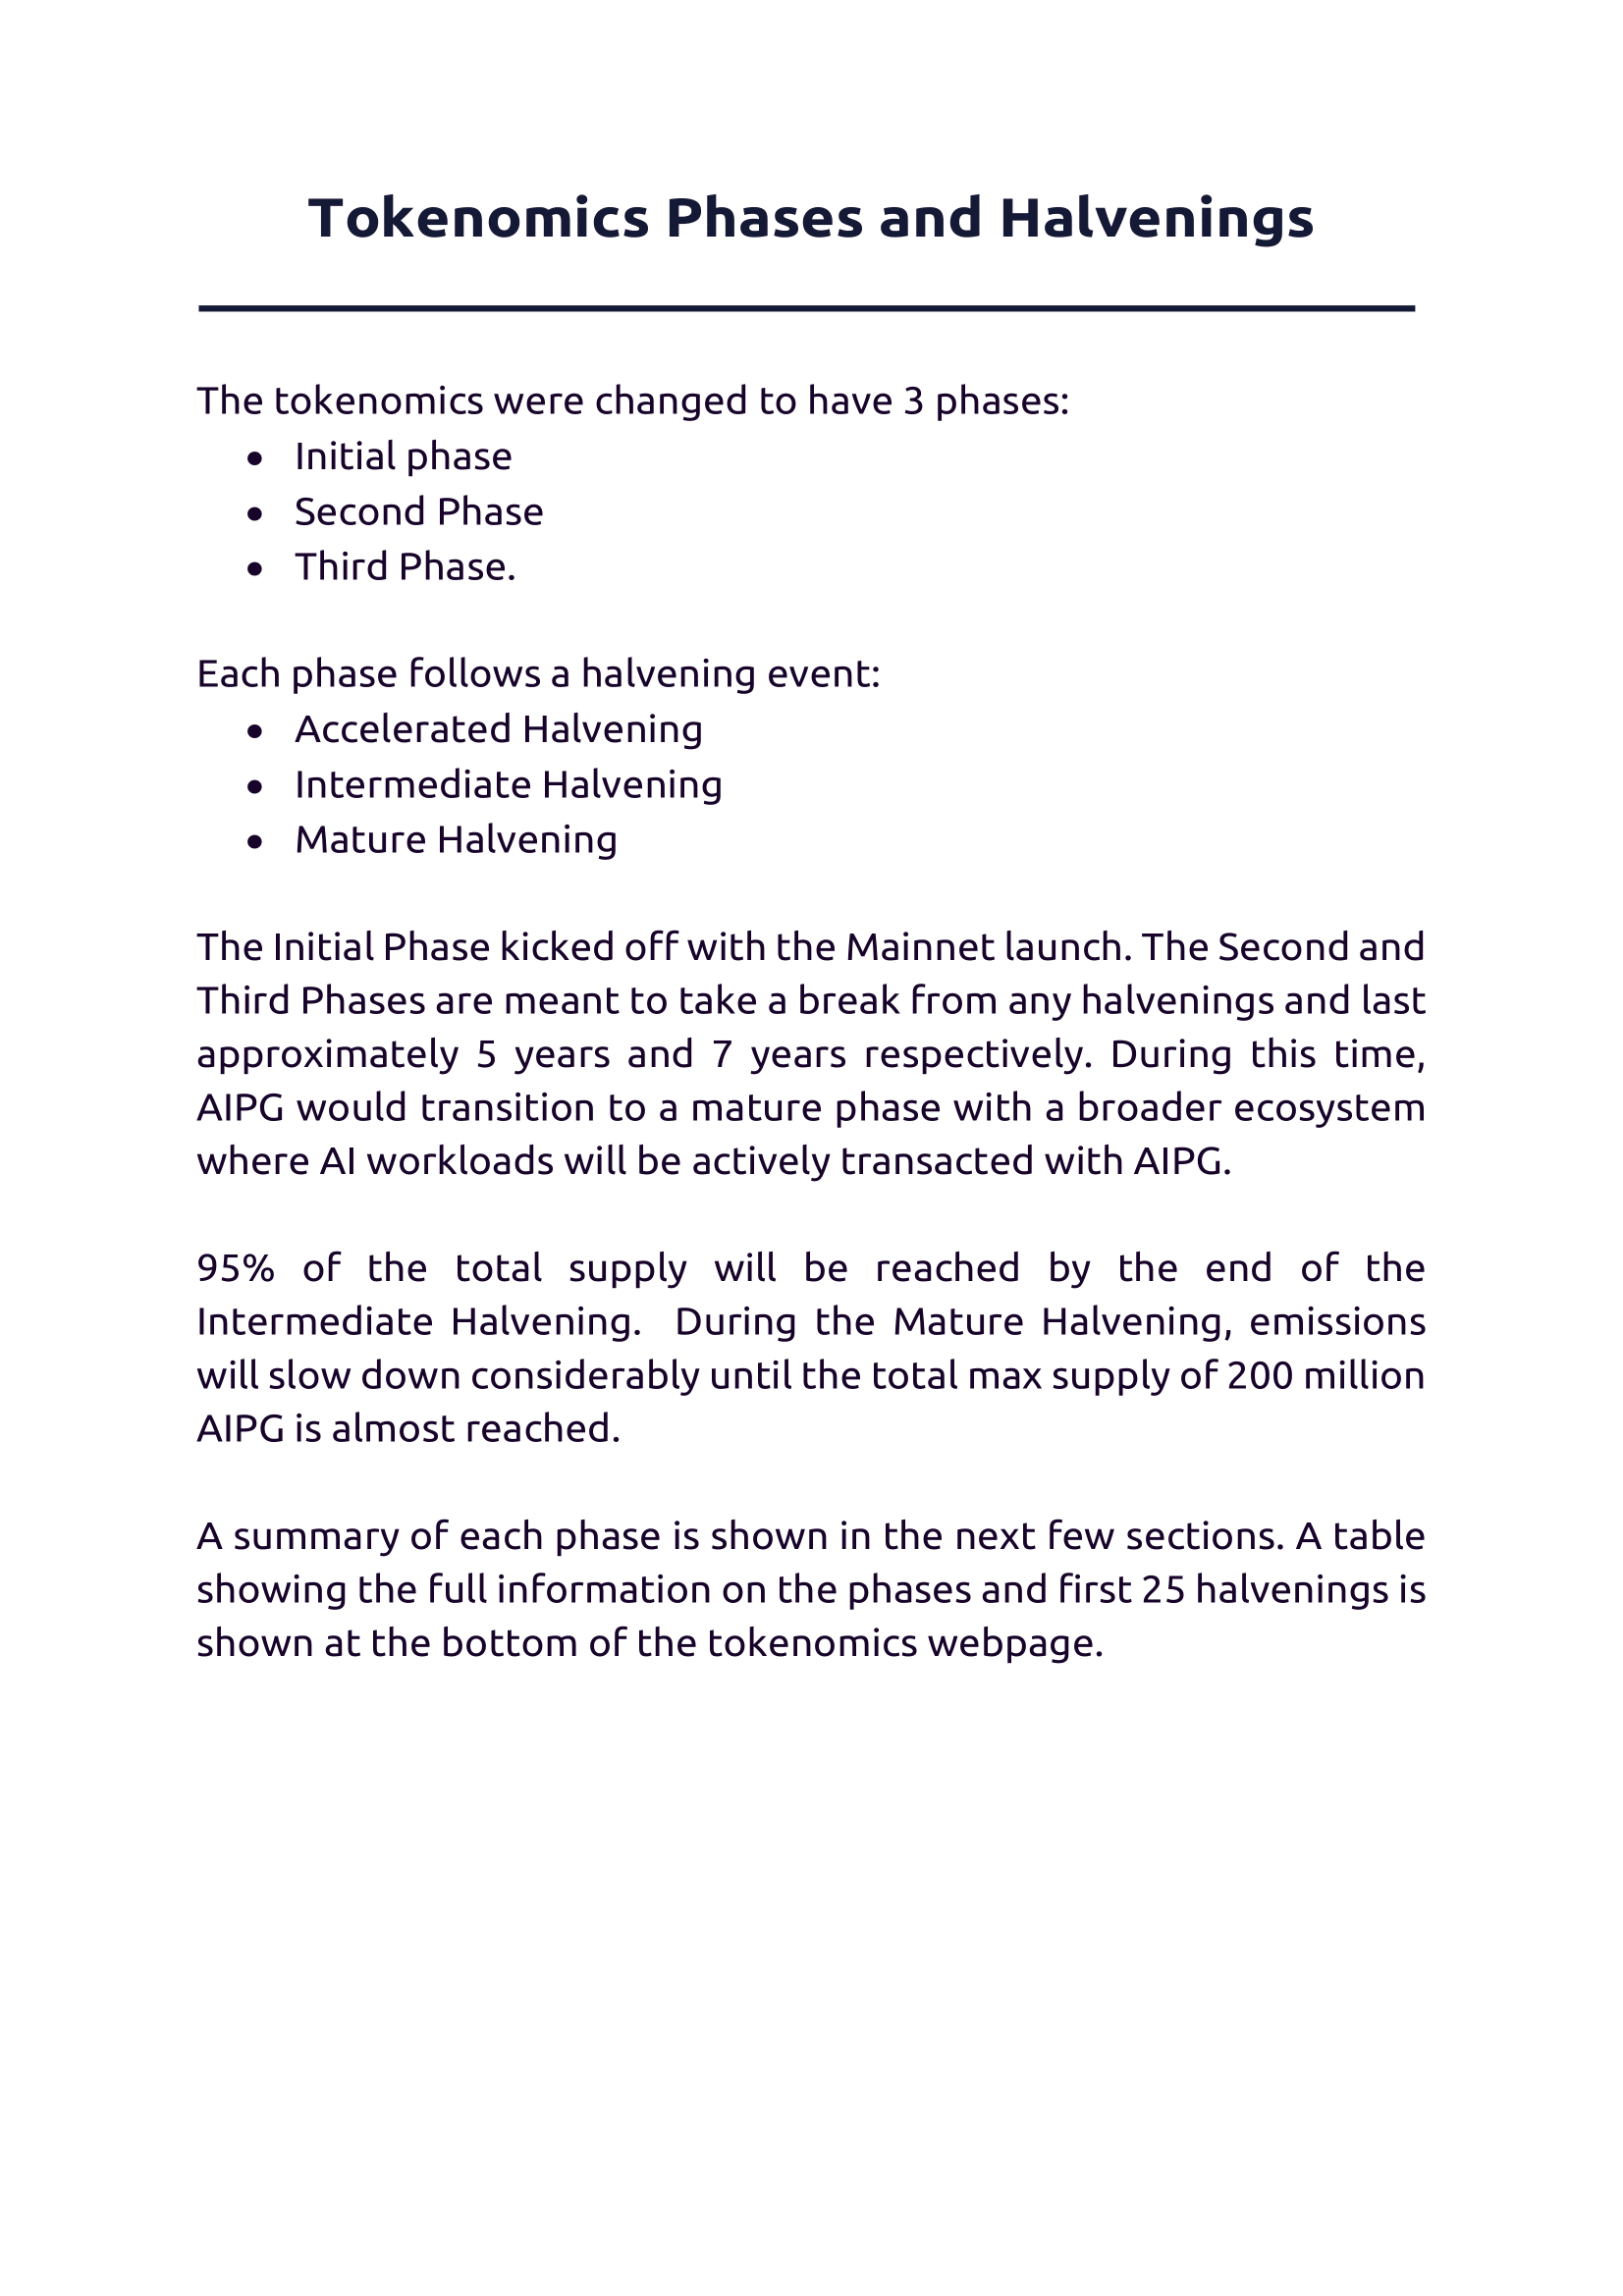 Tokenomics Phases and Halvenings
The tokenomics were changed to have 3 phases:
• Initial phase
• Second Phase
• Third Phase.
Each phase follows a halvening event:
• Accelerated Halvening
• Intermediate Halvening
• Mature Halvening
The Initial Phase kicked off with the Mainnet launch. The Second and
Third Phases are meant to take a break from any halvenings and last
approximately 5 years and 7 years respectively. During this time,
AIPG would transition to a mature phase with a broader ecosystem
where AI workloads will be actively transacted with AIPG.
95% of the total supply will be reached by the end of the
Intermediate Halvening.  During the Mature Halvening, emissions
will slow down considerably until the total max supply of 200 million
AIPG is almost reached.
A summary of each phase is shown in the next few sections. A table
showing the full information on the phases and first 25 halvenings is
shown at the bottom of the tokenomics webpage.